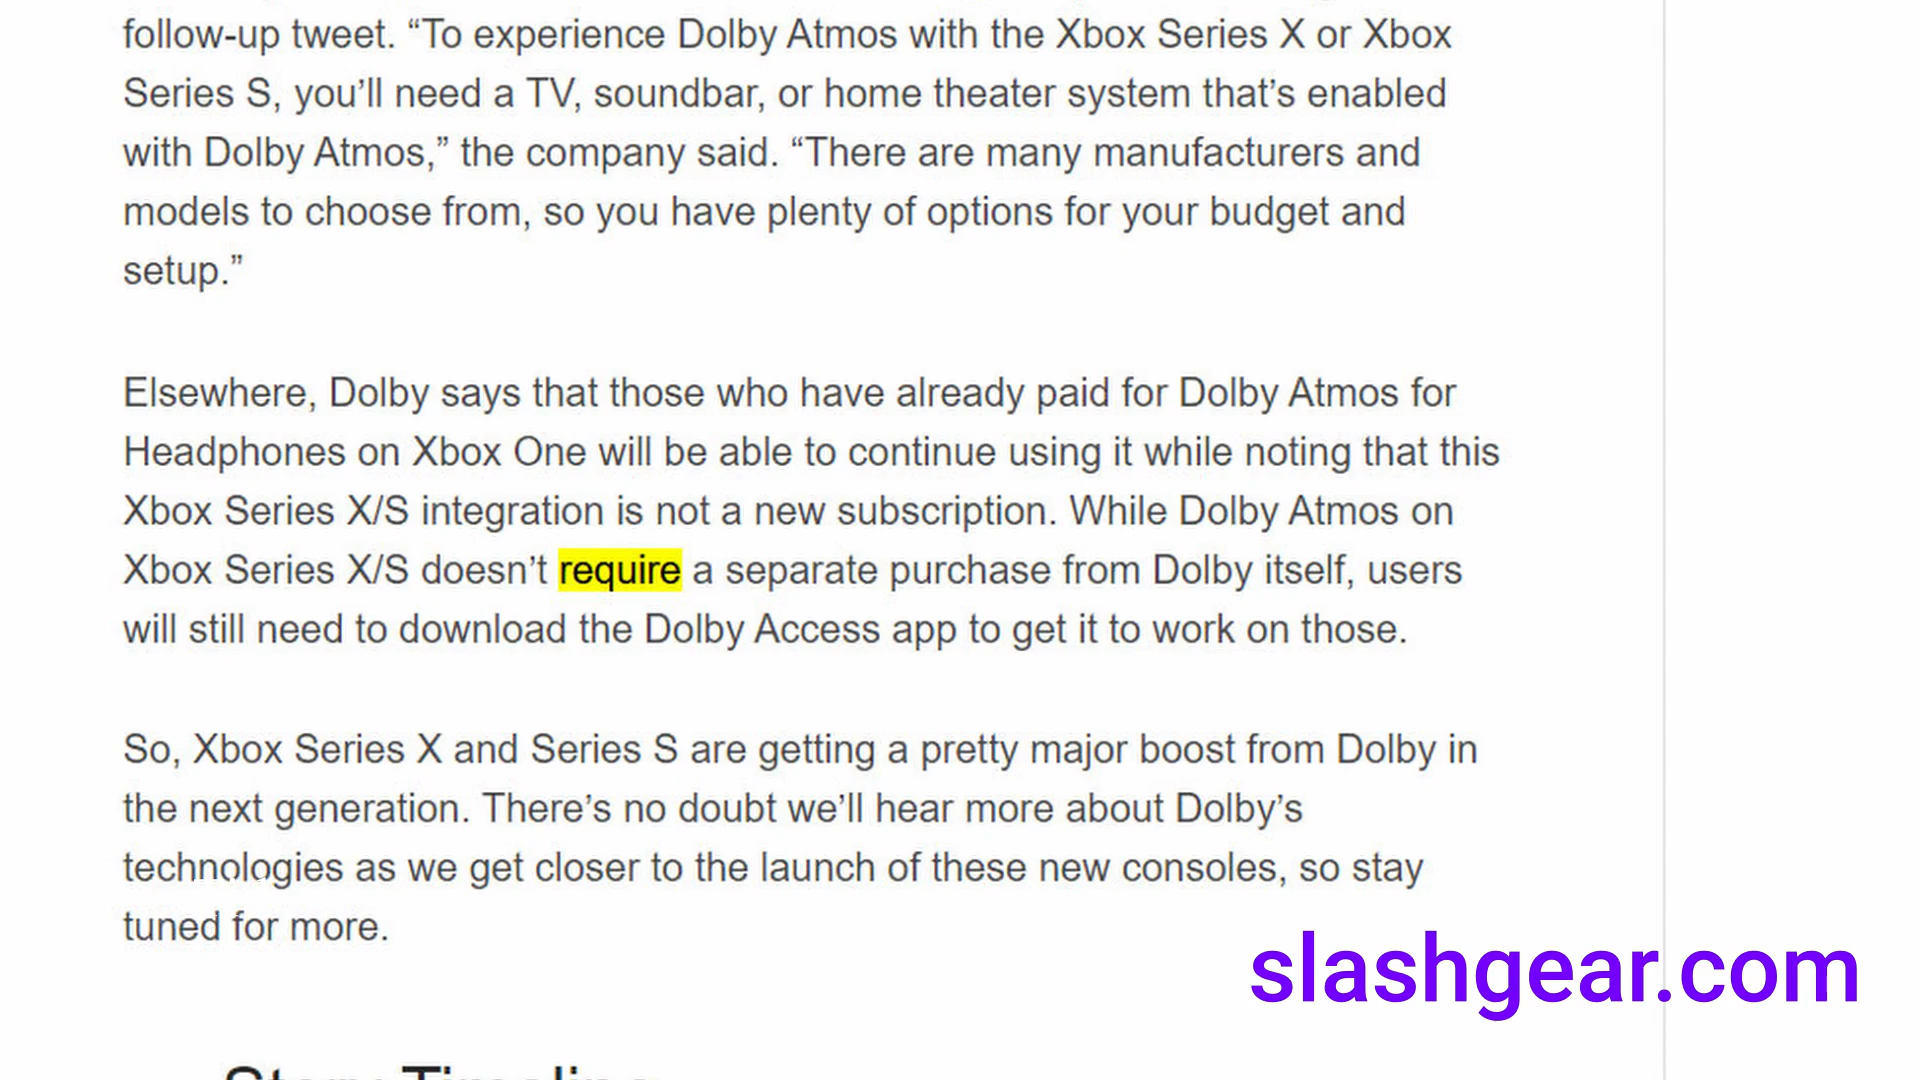 follow-up tweet. “To experience Dolby Atmos with the Xbox Series X or Xbox
Series S, you’ll need a TV, soundbar, or home theater system that’s enabled
with Dolby Atmos,” the company said. “There are many manufacturers and
models to choose from, so you have plenty of options for your budget and
setup.”
Elsewhere, Dolby says that those who have already paid for Dolby Atmos for
Headphones on Xbox One will be able to continue using it while noting that this
Xbox Series X/S integration is not a new subscription. While Dolby Atmos on
Xbox Series X/S doesn’t require a separate purchase from Dolby itself, users
will still need to download the Dolby Access app to get it to work on those.
So, Xbox Series X and Series S are getting a pretty major boost from Dolby in
the next generation. There’s no doubt we’ll hear more about Dolby’s
technologies as we get closer to the launch of these new consoles, so stay
tuned for more.
slashgear.com
Story Timeline